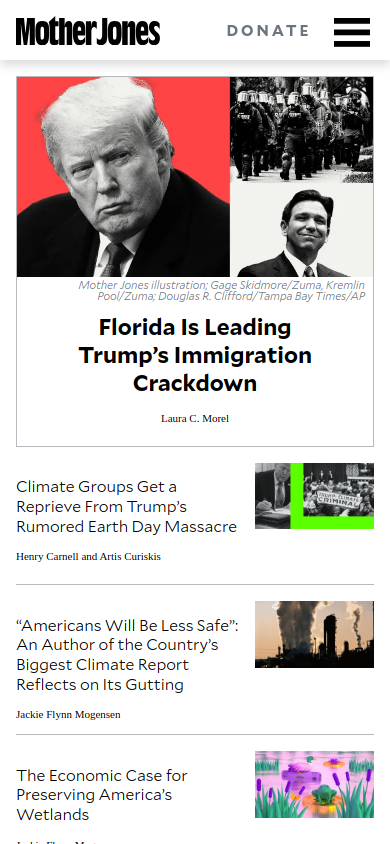 Mother Jones
DONATE
Mother Jones illustration; Gage Skidmore/Zuma, Kremlin
Pool/Zuma; Douglas R. Clifford/Tampa Bay Times/AP
Florida Is Leading
Trump’s Immigration
Crackdown
Laura C. Morel
Climate Groups Get a
Reprieve From Trump’s
Rumored Earth Day Massacre
Henry Carnell and Artis Curiskis
“Americans Will Be Less Safe”:
An Author of the Country’s
Biggest Climate Report
Reflects on Its Gutting
Jackie Flynn Mogensen
The Economic Case for
Preserving America’s
Wetlands